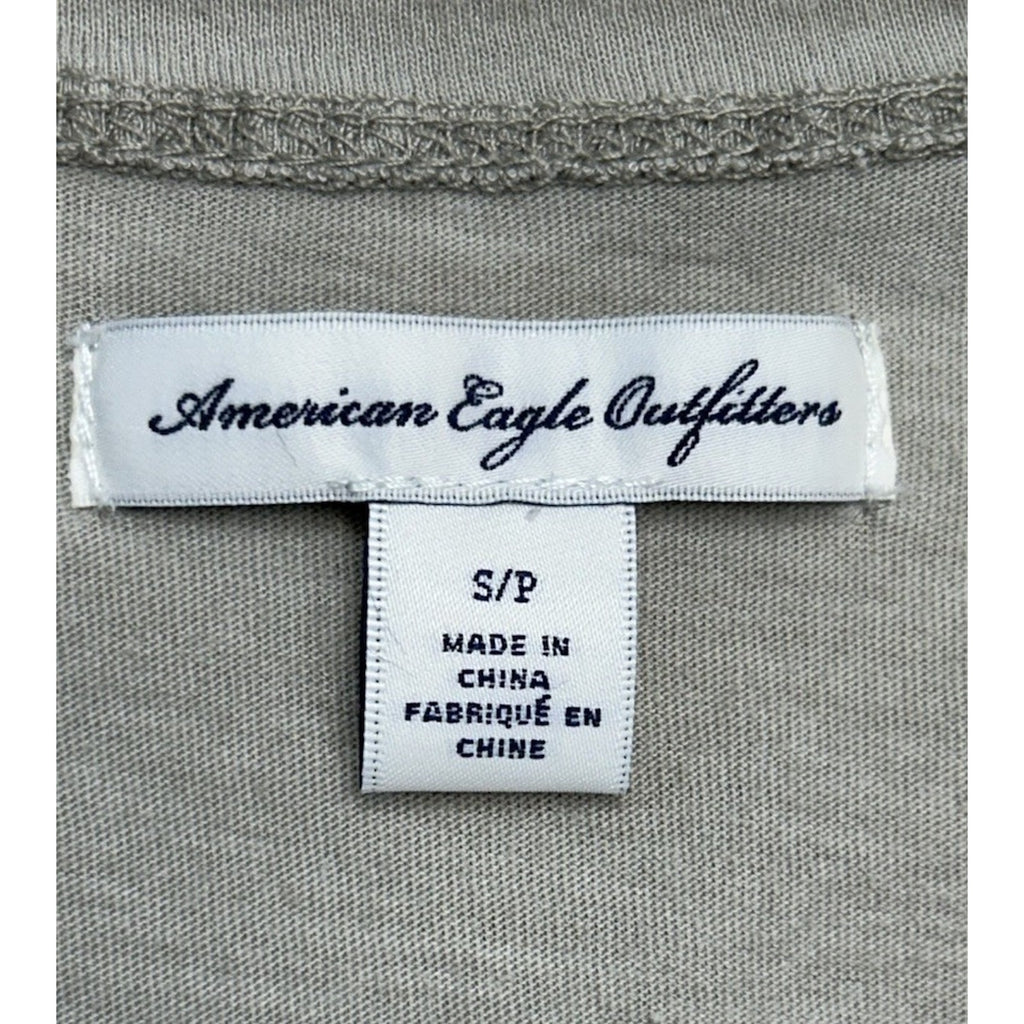 American Eagle Outfitters
S/P
MADE IN
CHINA
FABRIQUÉ EN
CHINE